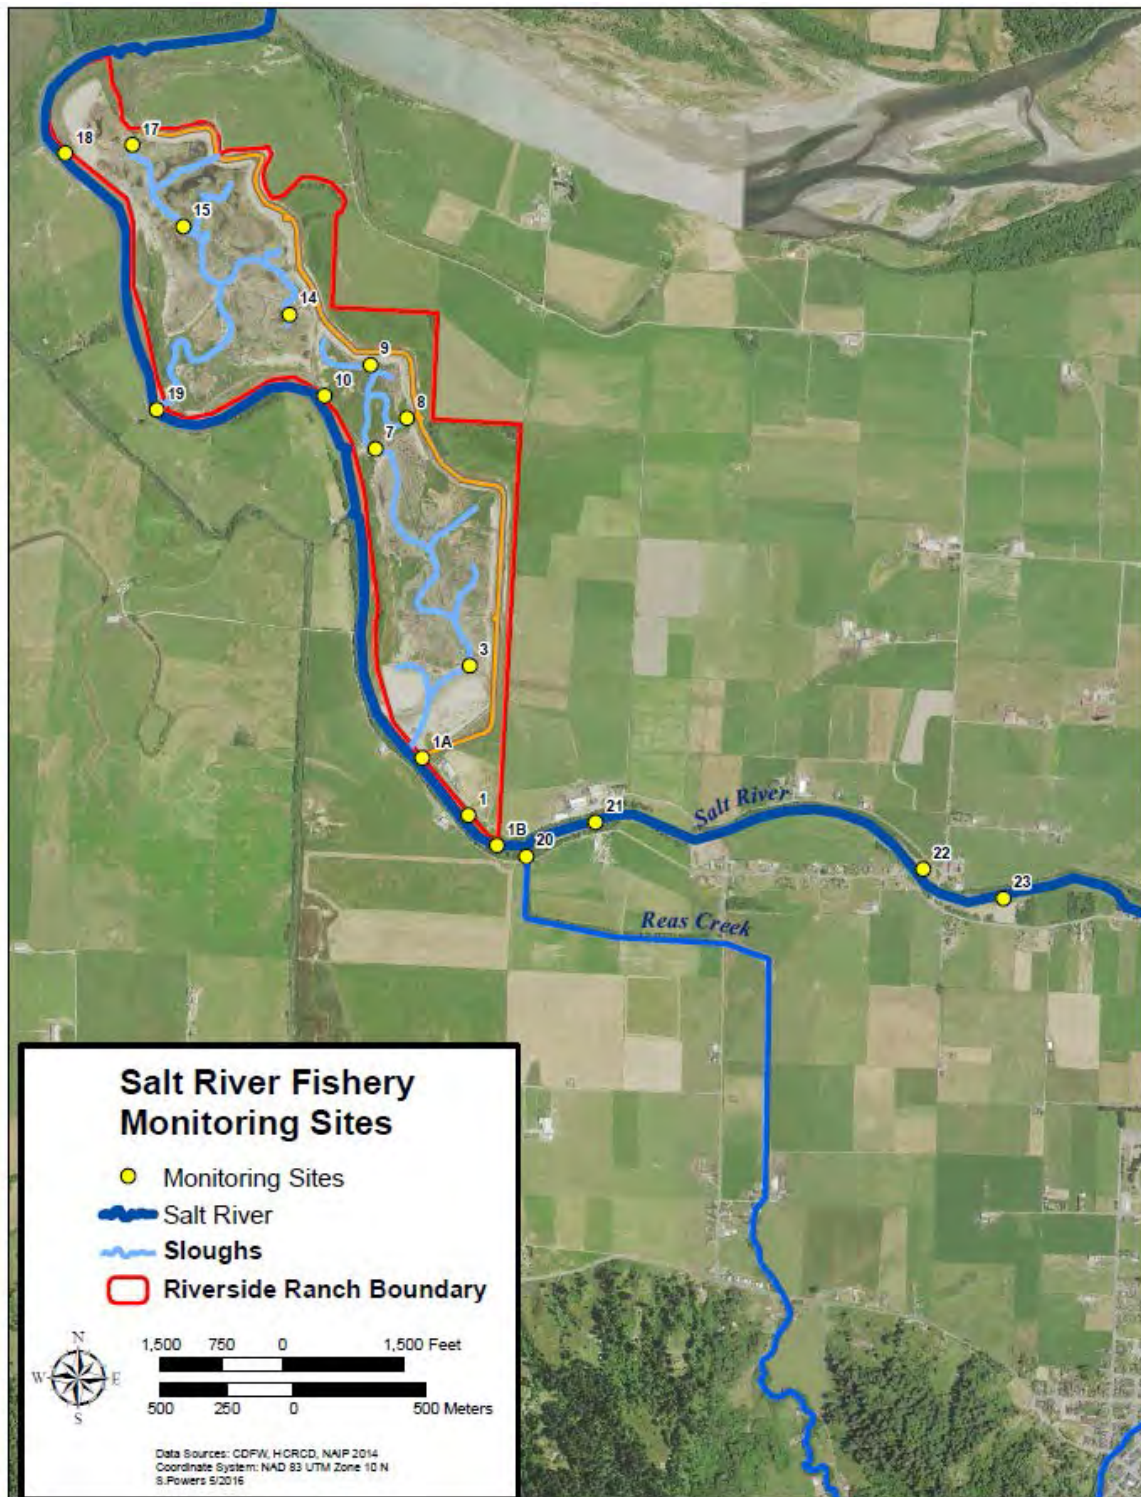 18
17
15
14
9
10
8
19
7
3
1A
1
1B
21
20
Salt River
22
23
Reas Creek
Salt River Fishery
Monitoring Sites
Monitoring Sites
Salt River
Sloughs
Riverside Ranch Boundary
N
W E
S
1,500 750 0 1,500 Feet
500 250 0 500 Meters
Data Sources: CDFW, HCRCD, NAIP 2014
Coordinate System: NAD 83 UTM Zone 10 N
S.Powers 5/2016